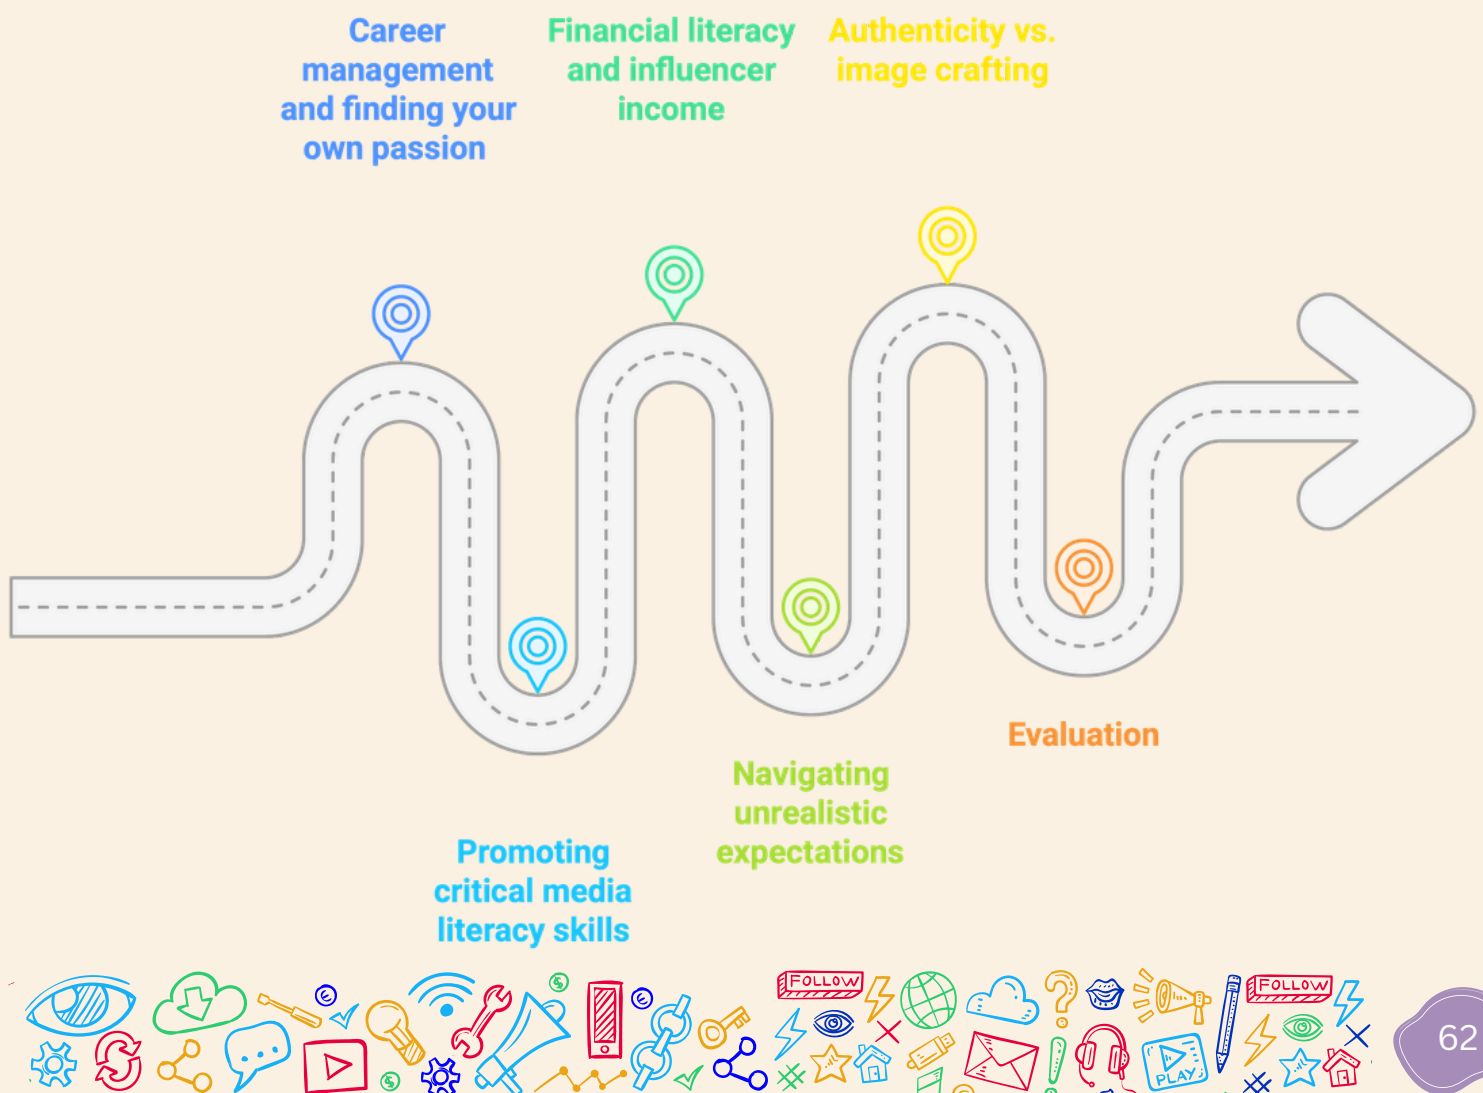 Career
management
and finding your
own passion
Financial literacy
and influencer
income
Authenticity vs.
image crafting
Evaluation
Navigating
unrealistic
expectations
Promoting
critical media
literacy skills
FOLLOW
FOLLOW
PLAY
62